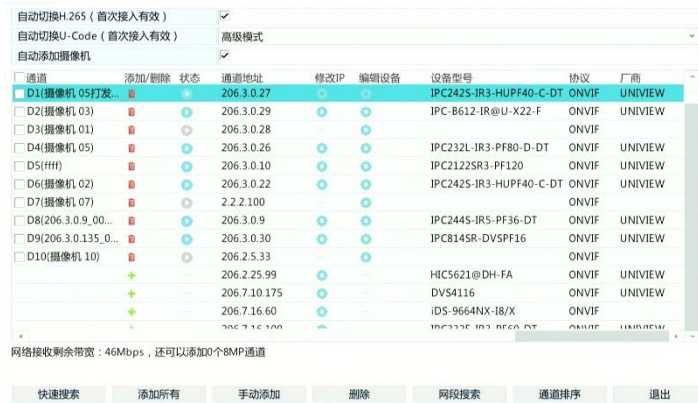 自动切换H.265 ( 首次接入有效 )
自动切换U-Code ( 首次接入有效 ) 高级模式
自动添加摄像机
通道 添加/删除 状态 通道地址 修改IP 编辑设备 设备型号 协议 厂商
D1(摄像机 05打发... 206.3.0.27 IPC242L-IR3-HUPF40-C-DT ONVIF UNIVIEW
D2(摄像机 03) 206.3.0.29 IPC-B612-IR@U-X22-F ONVIF UNIVIEW
D3(摄像机 01) 206.3.0.28 ONVIF
D4(摄像机 05) 206.3.0.26 IPC232L-IR3-PF80-D-DT ONVIF UNIVIEW
D5(ffff) 206.3.0.10 IPC2122SR3-PF120 ONVIF UNIVIEW
D6(摄像机 02) 206.3.0.22 IPC242S-IR3-HUPF40-C-DT ONVIF UNIVIEW
D7(摄像机 07) 2.2.2.100 ONVIF
D8(206.3.0.9_00... 206.3.0.9 IPC244S-IR5-PF36-DT ONVIF UNIVIEW
D9(206.3.0.135_0... 206.3.0.30 IPC814SR-DVSPF16 ONVIF UNIVIEW
D10(摄像机 10) 206.2.5.33 ONVIF
206.2.25.99 HIC5621@DH-FA ONVIF UNIVIEW
206.7.10.175 DVS4116 ONVIF UNIVIEW
206.7.16.60 iDS-9664NX-I8/X ONVIF
206.7.16.100 ONVIF UNIVIEW
网络接收剩余带宽：46Mbps，还可以添加0个8MP通道
快速搜索 添加所有 手动添加 删除 网段搜索 通道排序 退出